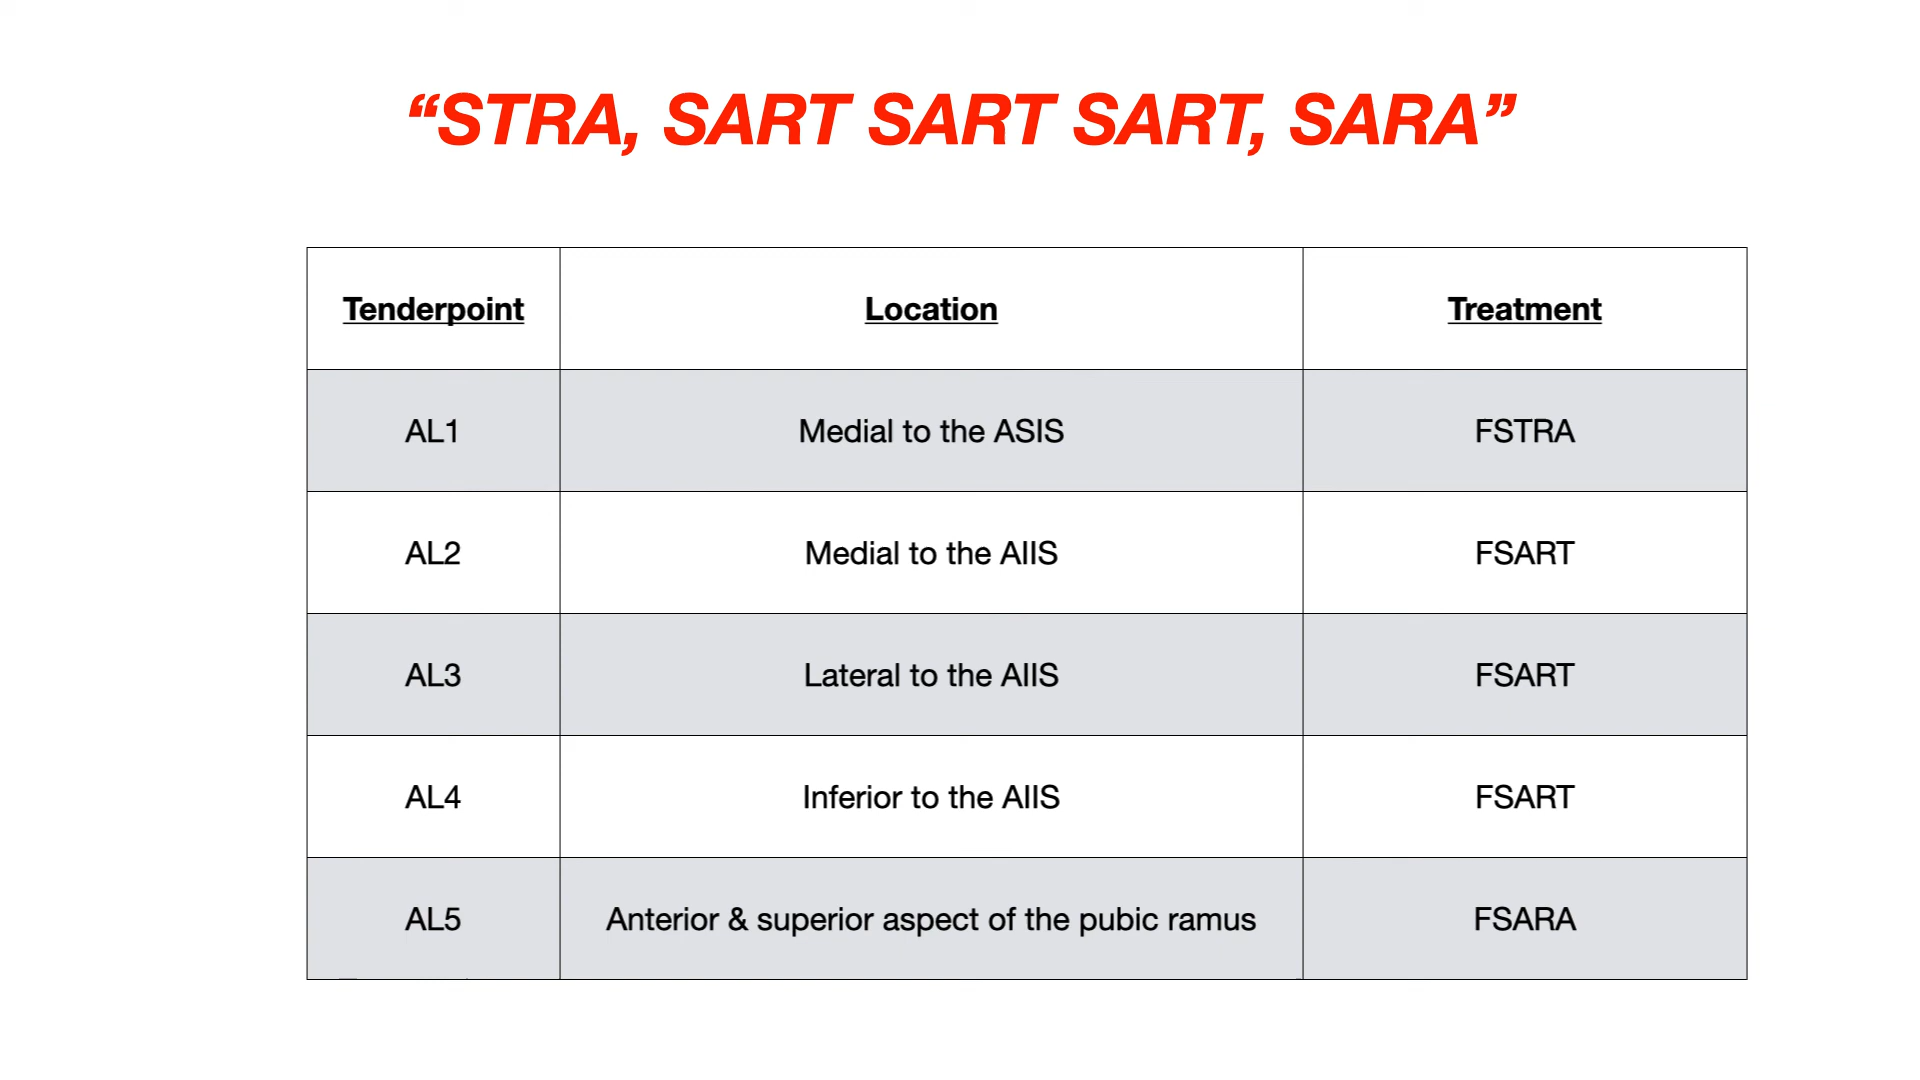 “STRA, SART SART SART, SARA”
Tenderpoint Location Treatment
AL1 Medial to the ASIS FSTRA
AL2 Medial to the AIIS FSART
AL3 Lateral to the AIIS FSART
AL4 Inferior to the AIIS FSART
AL5 Anterior & superior aspect of the pubic ramus FSARA